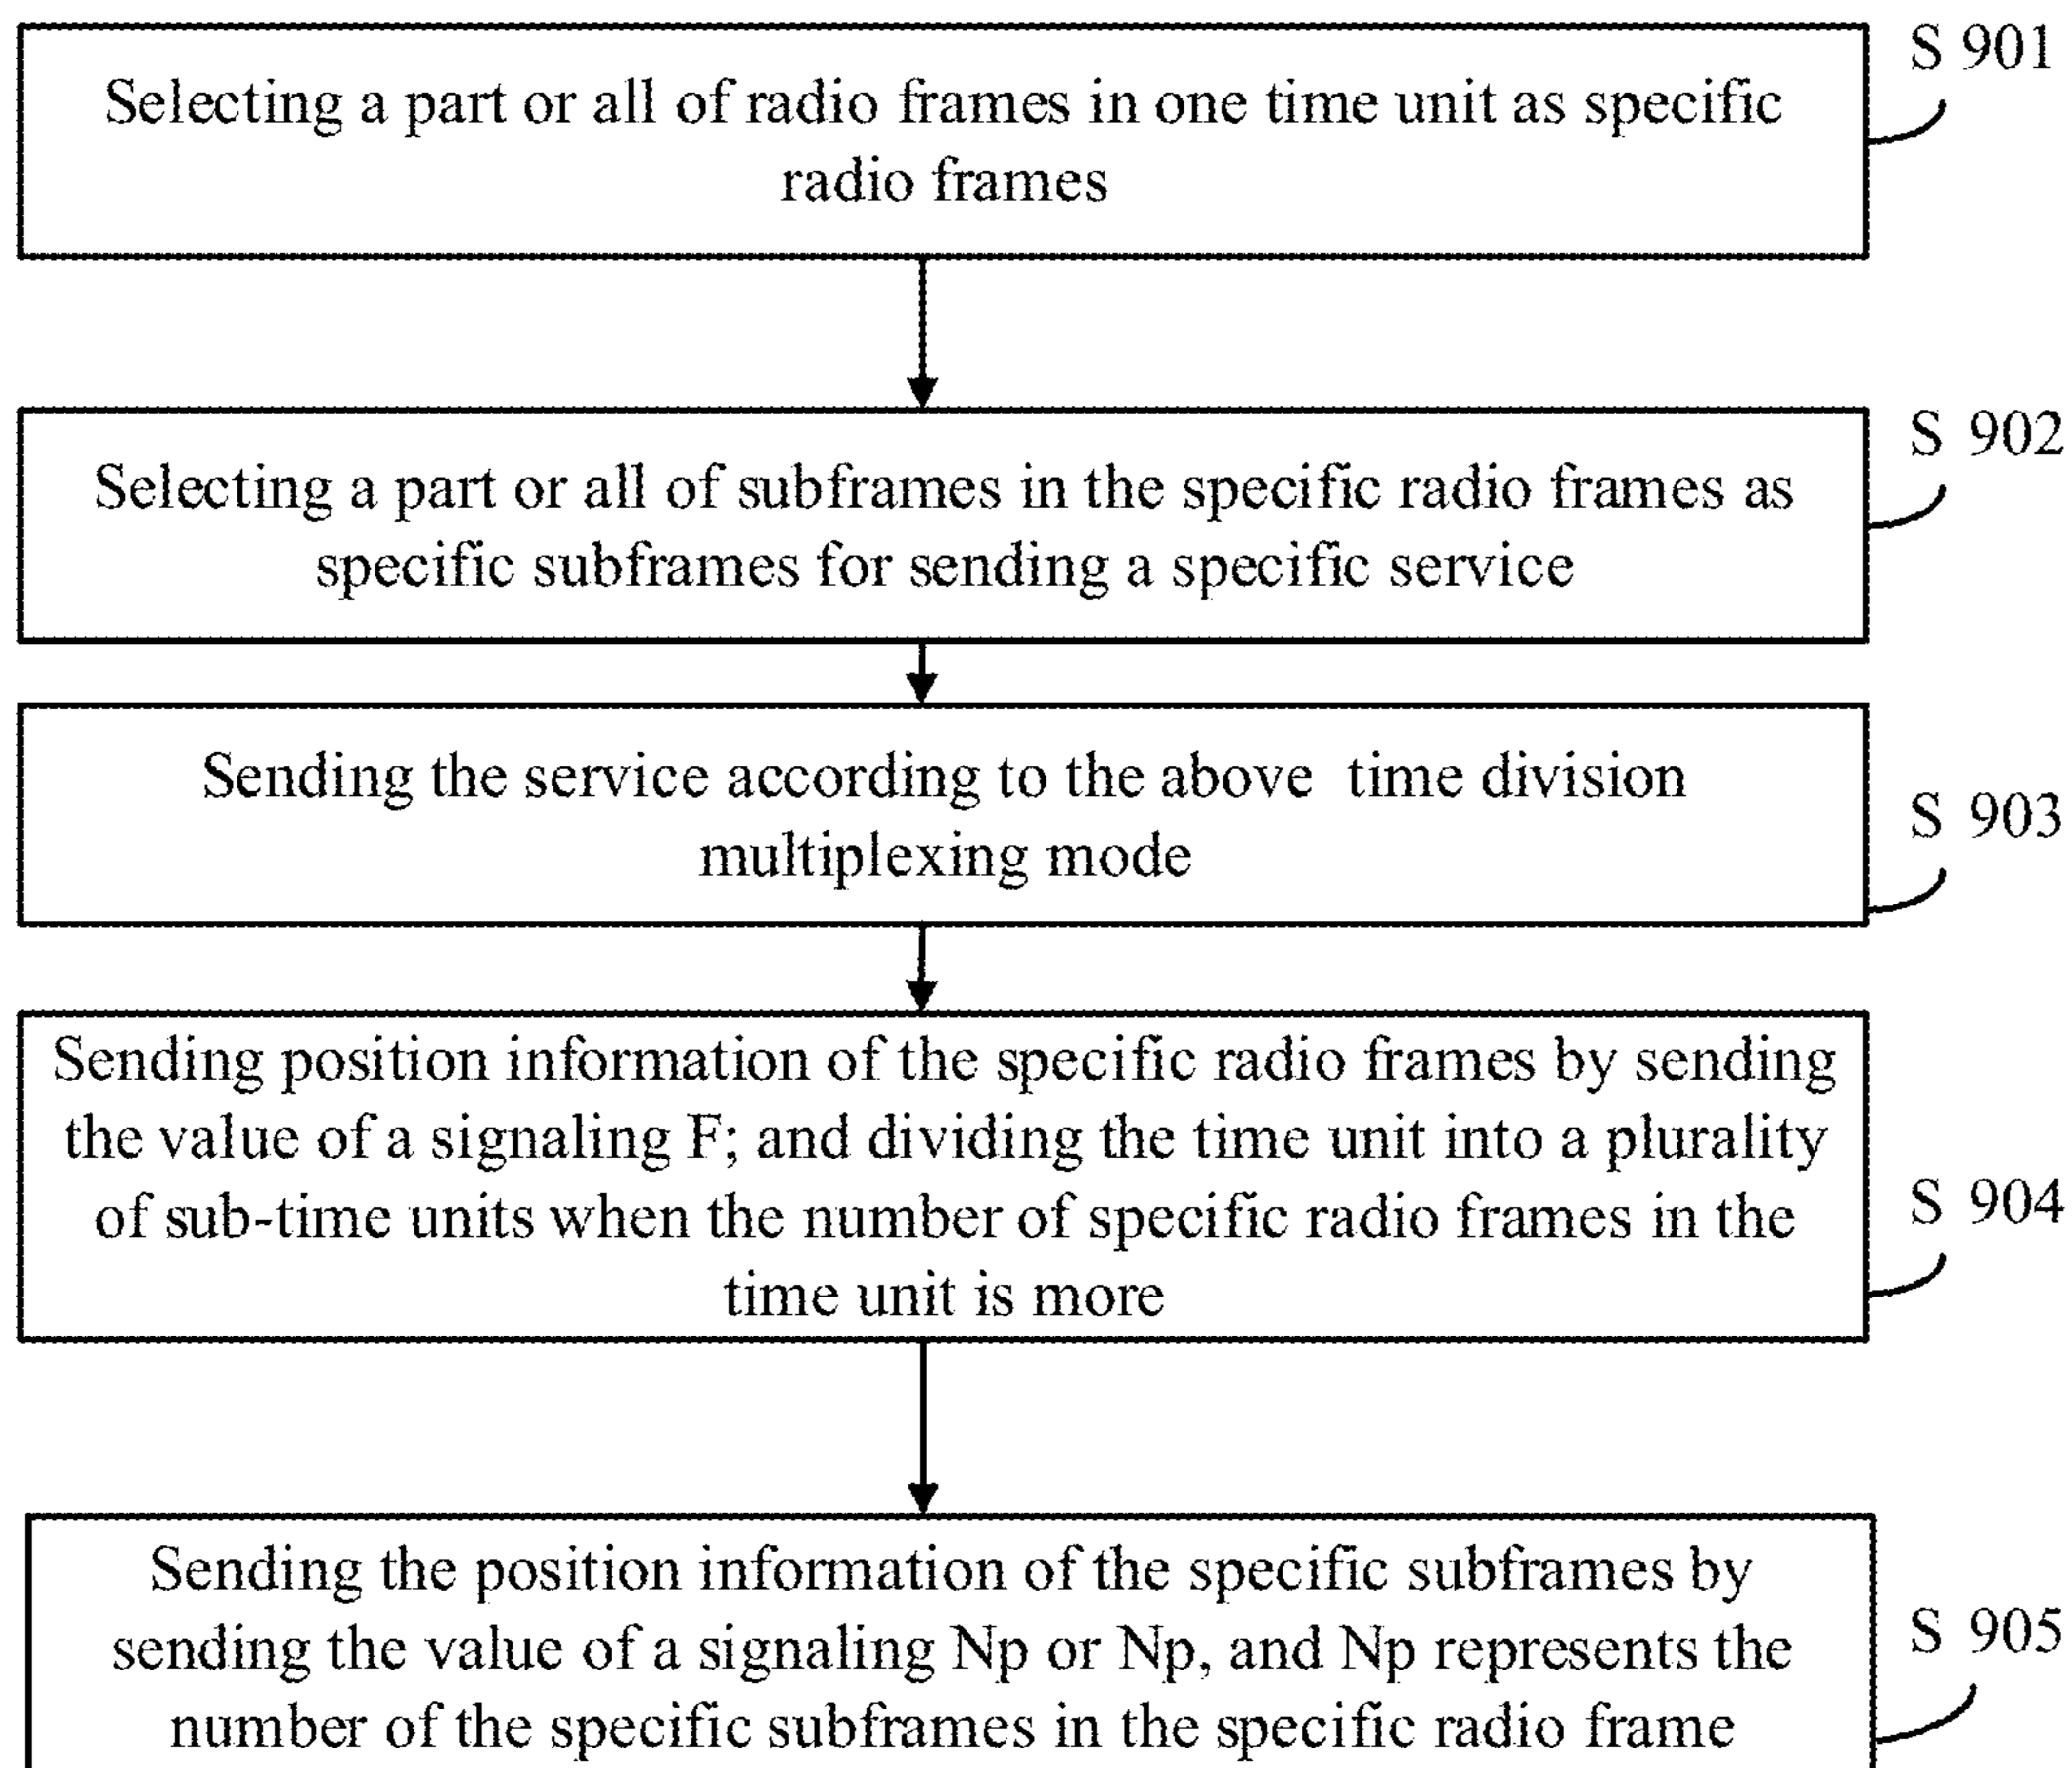 S 901
Selecting a part or all of radio frames in one time unit as specific
radio frames
S 902
Selecting a part or all of subframes in the specific radio frames as
specific subframes for sending a specific service
Sending the service according to the above time division
multiplexing mode
S 903
Sending position information of the specific radio frames by sending
the value of a signaling F; and dividing the time unit into a plurality
of sub-time units when the number of specific radio frames in the
time unit is more
S 904
Sending the position information of the specific subframes by
sending the value of a signaling Np or Np, and Np represents the
number of the specific subframes in the specific radio frame
S 905